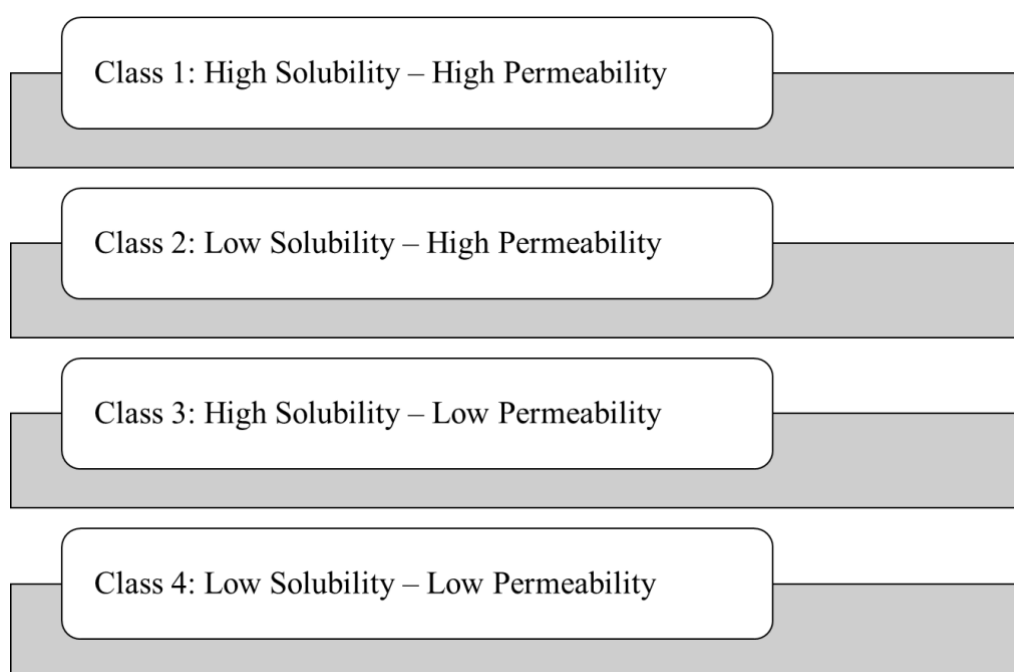 Class 1: High Solubility – High Permeability
Class 2: Low Solubility – High Permeability
Class 3: High Solubility – Low Permeability
Class 4: Low Solubility – Low Permeability